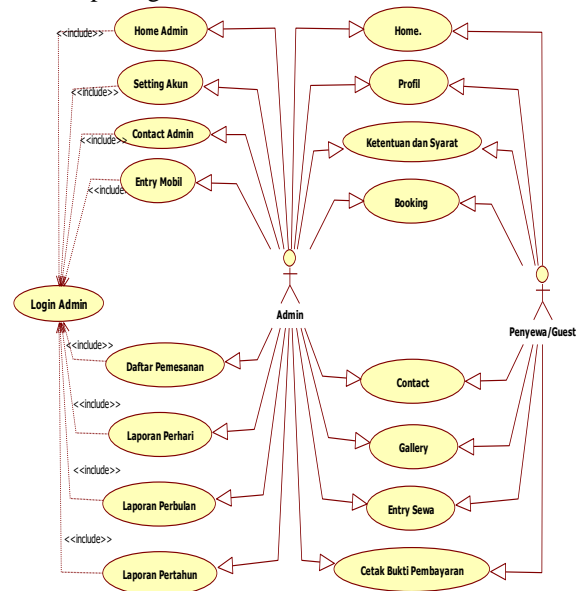 Home Admin
Home.
<<include>>
Setting Akun
Profil
<<include>>
Contact Admin
Ketentuan dan Syarat
<<include>>
Entry Mobil
Booking
<<include
Login Admin
Admin
Penyewa/Guest
<<include>>
Daftar Pemesanan
Contact
<<include>>
Laporan Perhari
Gallery
<<include>>
Laporan Perbulan
Entry Sewa
<<include>>
Laporan Pertahun
Cetak Bukti Pembayaran